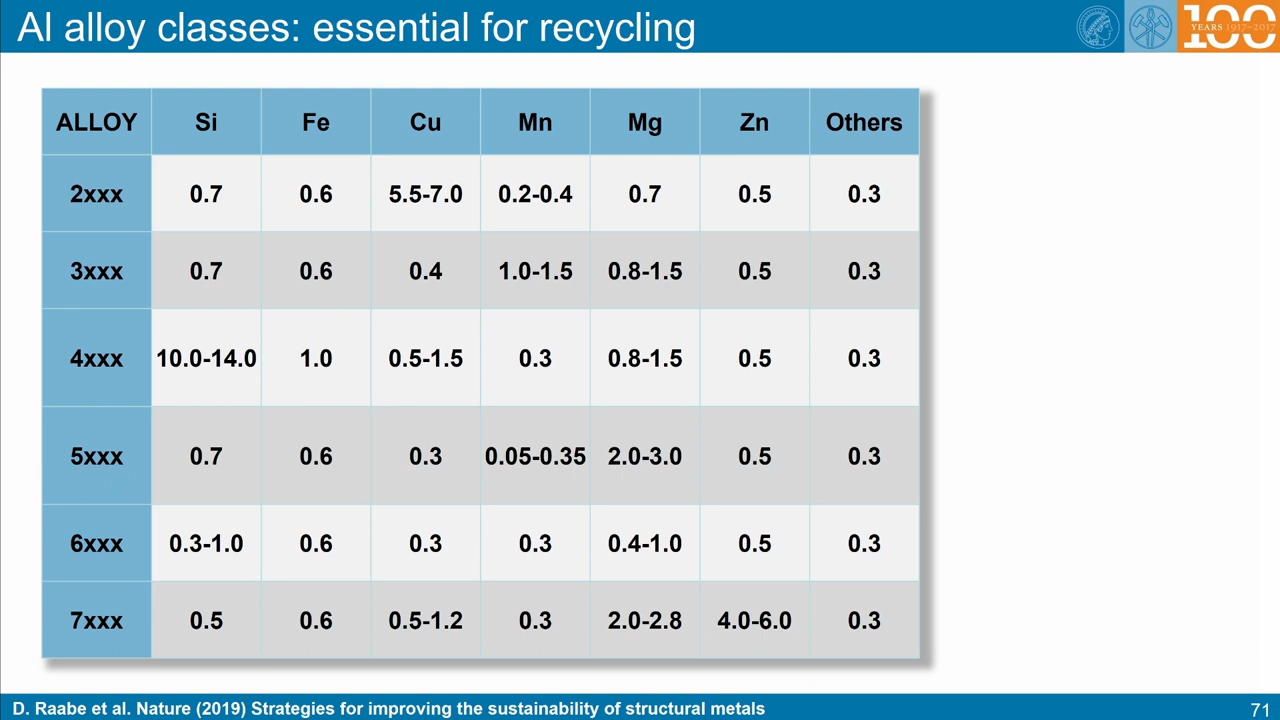 Al alloy classes: essential for recycling
100
YEARS 1917-2017
ALLOY Si Fe Cu Mn Mg Zn Others
2xxx 0.7 0.6 5.5-7.0 0.2-0.4 0.7 0.5 0.3
3xxx 0.7 0.6 0.4 1.0-1.5 0.8-1.5 0.5 0.3
4xxx 10.0-14.0 1.0 0.5-1.5 0.3 0.8-1.5 0.5 0.3
5xxx 0.7 0.6 0.3 0.05-0.35 2.0-3.0 0.5 0.3
6xxx 0.3-1.0 0.6 0.3 0.3 0.4-1.0 0.5 0.3
7xxx 0.5 0.6 0.5-1.2 0.3 2.0-2.8 4.0-6.0 0.3
D. Raabe et al. Nature (2019) Strategies for improving the sustainability of structural metals
71